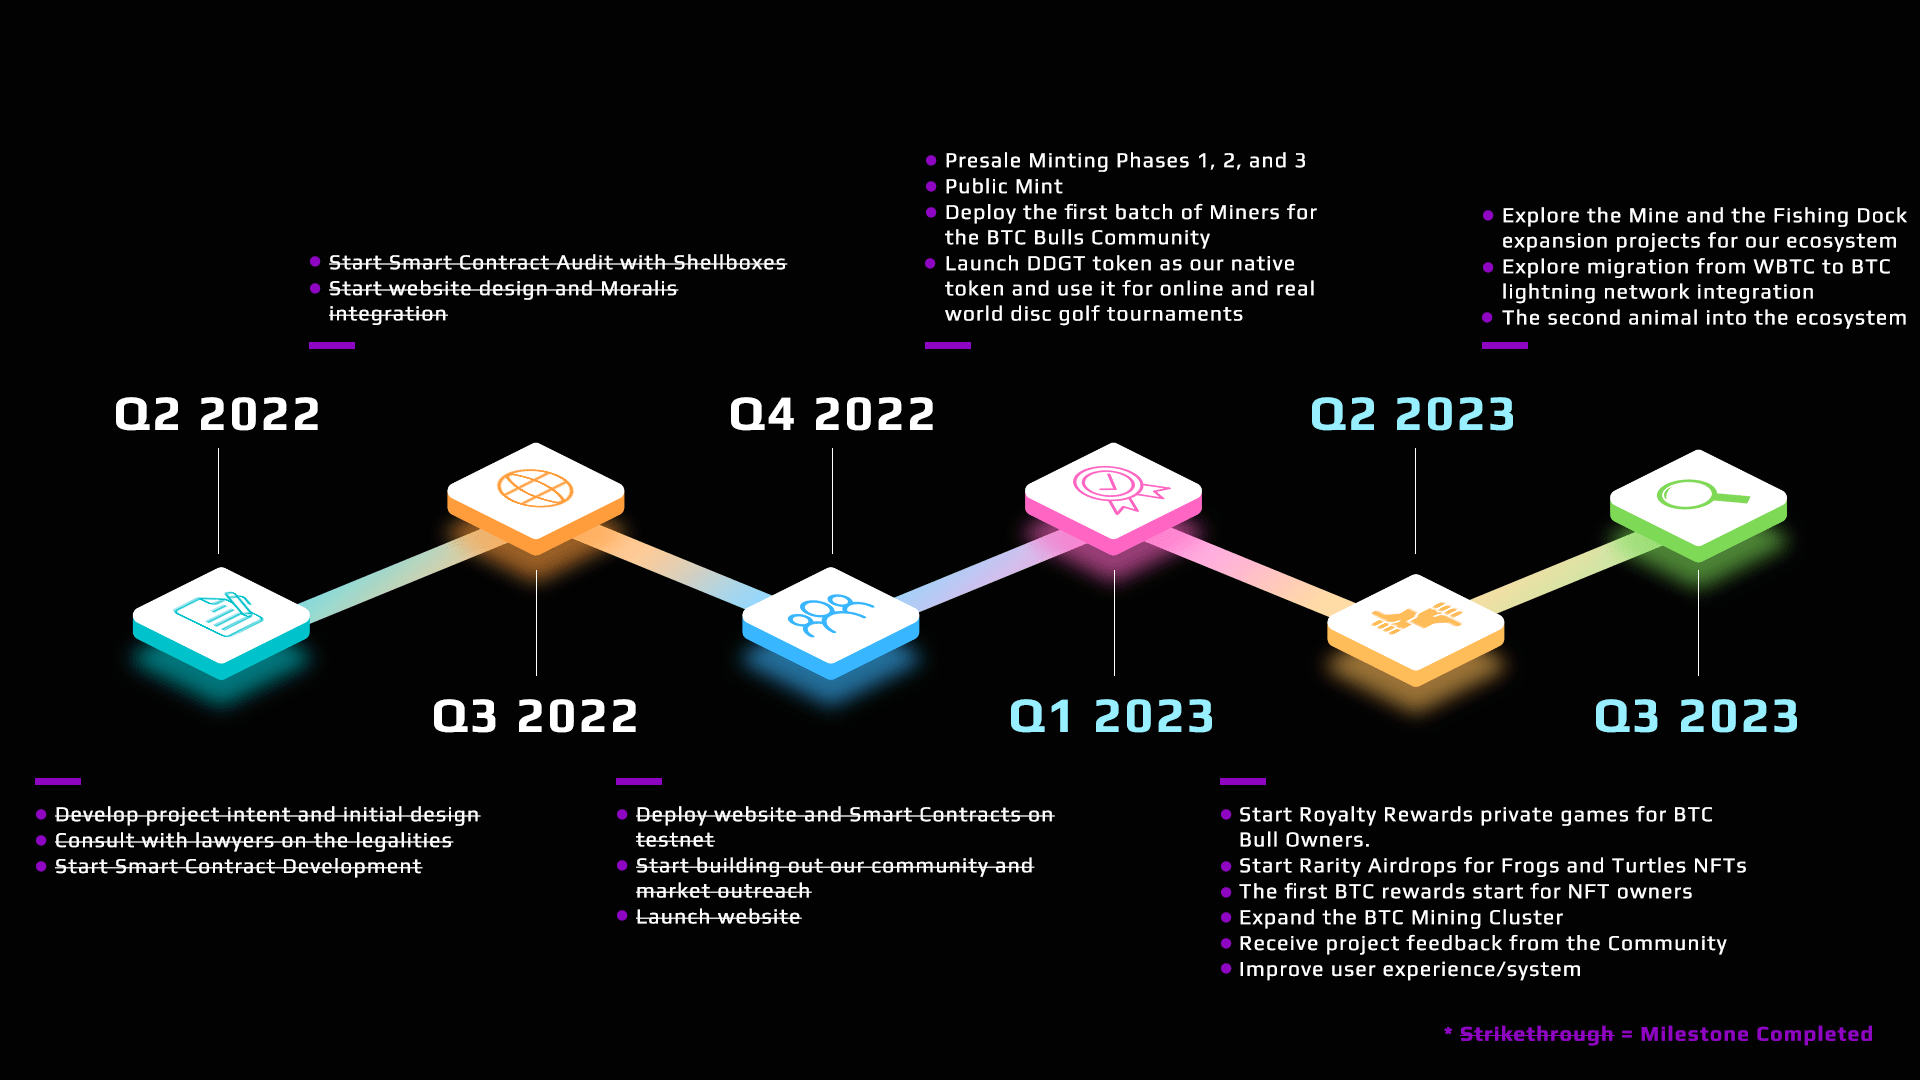 Q2 2022
Develop project intent and initial design
Consult with lawyers on the legalities
Start Smart Contract Development
Start Smart Contract Audit with Shellboxes
Start website design and Moralis
integration
Q3 2022
Q4 2022
Deploy website and Smart Contracts on
testnet
Start building out our community and
market outreach
Launch website
Presale Minting Phases 1, 2, and 3
Public Mint
Deploy the first batch of Miners for
the BTC Bulls Community
Launch DDGT token as our native
token and use it for online and real
world disc golf tournaments
Q1 2023
Q2 2023
Start Royalty Rewards private games for BTC
Bull Owners.
Start Rarity Airdrops for Frogs and Turtles NFTs
The first BTC rewards start for NFT owners
Expand the BTC Mining Cluster
Receive project feedback from the Community
Improve user experience/system
Explore the Mine and the Fishing Dock
expansion projects for our ecosystem
Explore migration from WBTC to BTC
lightning network integration
The second animal into the ecosystem
Q3 2023
* Strikethrough = Milestone Completed